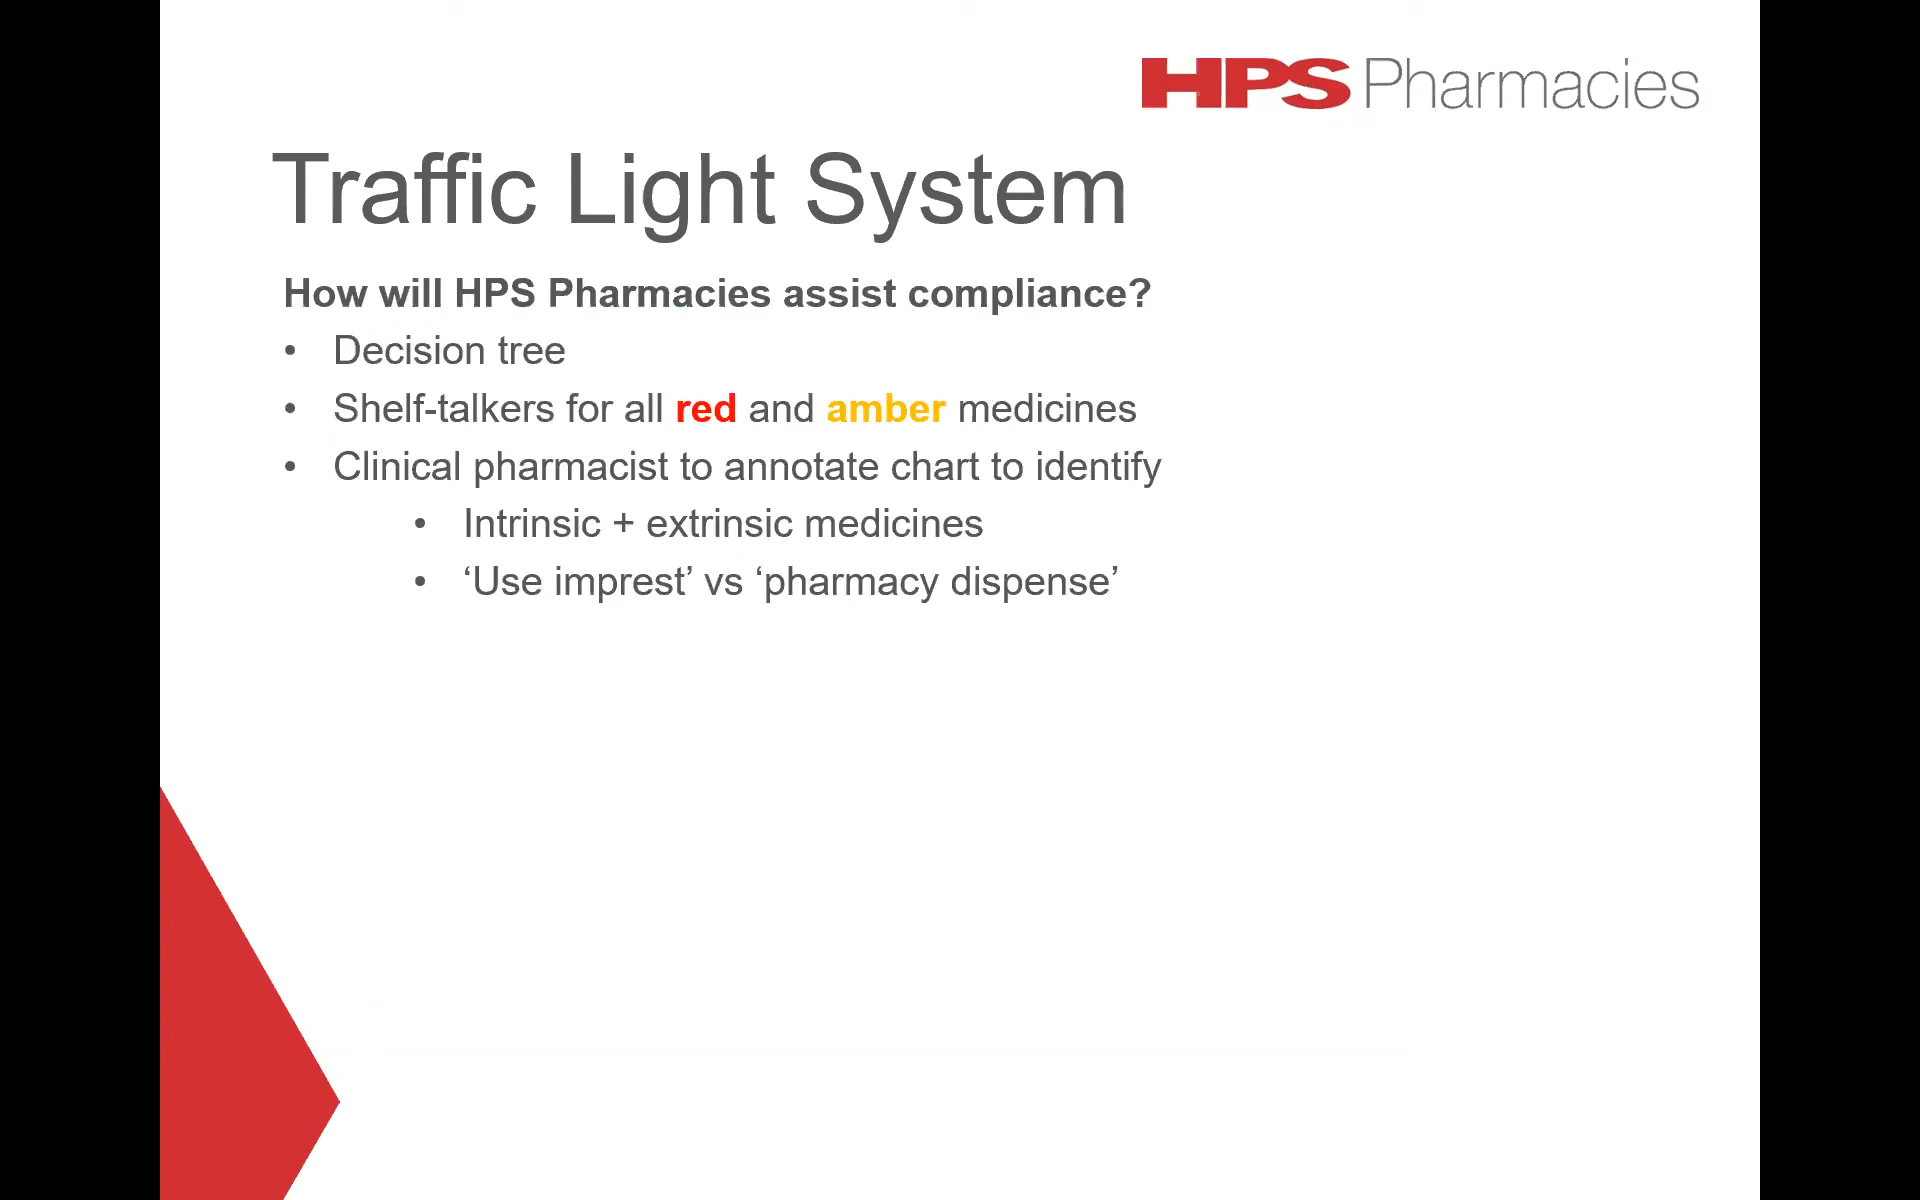 HPS Pharmacies
Traffic Light System
How will HPS Pharmacies assist compliance?
• Decision tree
• Shelf-talkers for all red and amber medicines
• Clinical pharmacist to annotate chart to identify
• Intrinsic + extrinsic medicines
• ‘Use imprest’ vs ‘pharmacy dispense’